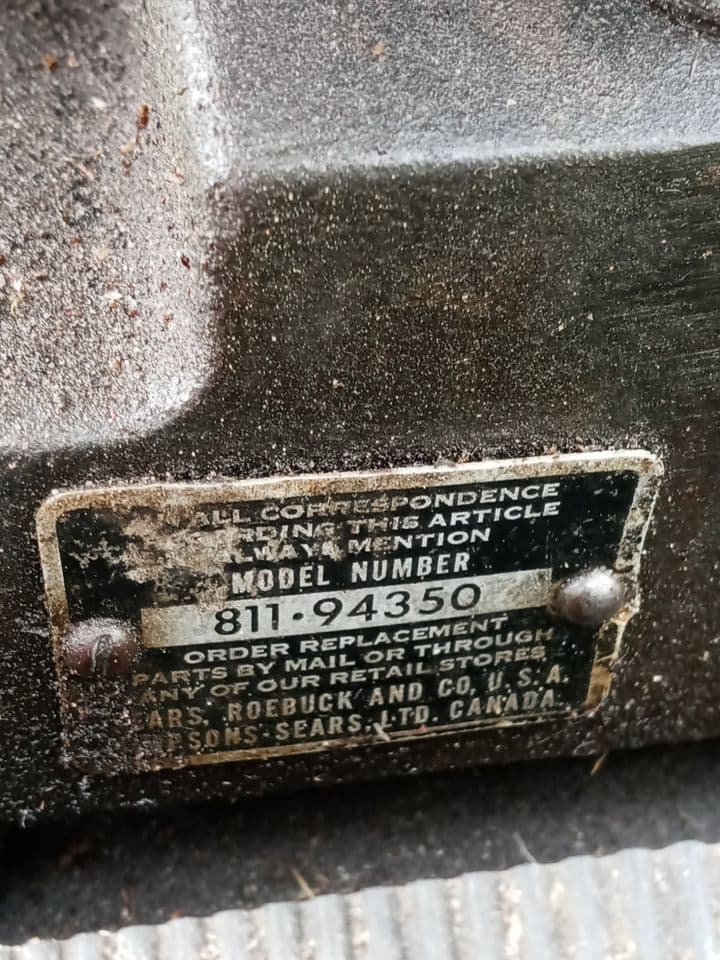 ALL CORRESPONDENCE
THIS ARTICLE
MENTION
MODEL NUMBER
811·94350
ORDER REPLACEMENT
PARTS BY MAIL OR THROUGH
ANY OF OUR RETAIL STORES
ROEBUCK AND CO. U.S.A.
SEARS. LTD. CANADA